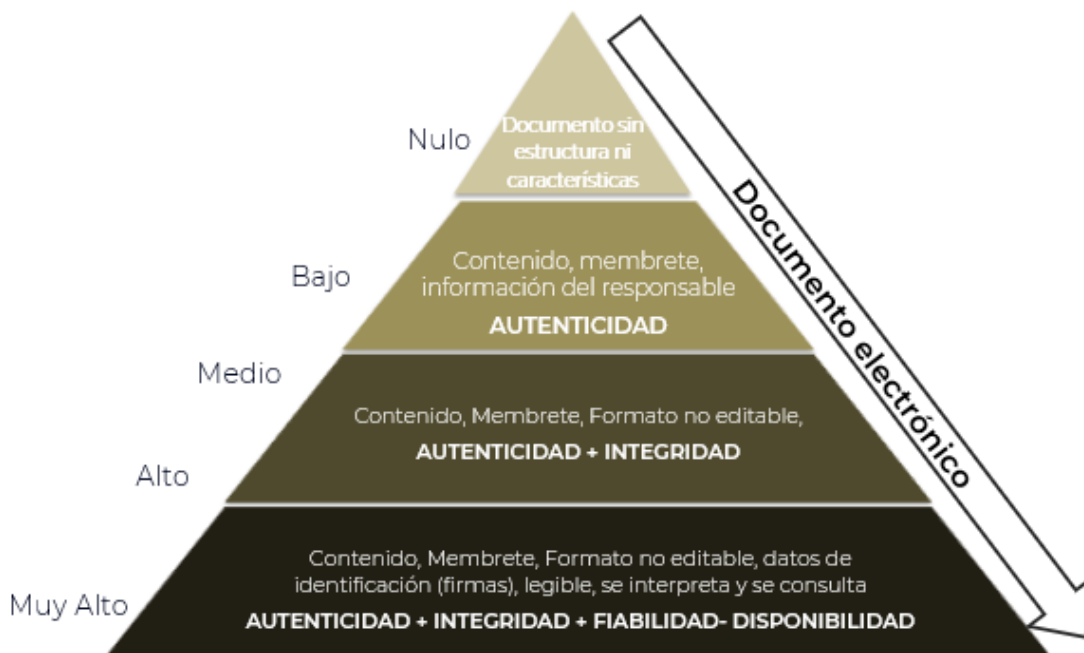 Nulo
Documento sin
estructura ni
características
Bajo
Contenido, membrete,
información del responsable
AUTENTICIDAD
Medio
Contenido, Membrete, Formato no editable,
AUTENTICIDAD + INTEGRIDAD
Alto
Contenido, Membrete, Formato no editable, datos de
identificación (firmas), legible, se interpreta y se consulta
AUTENTICIDAD + INTEGRIDAD + FIABILIDAD- DISPONIBILIDAD
Muy Alto
Documento electrónico